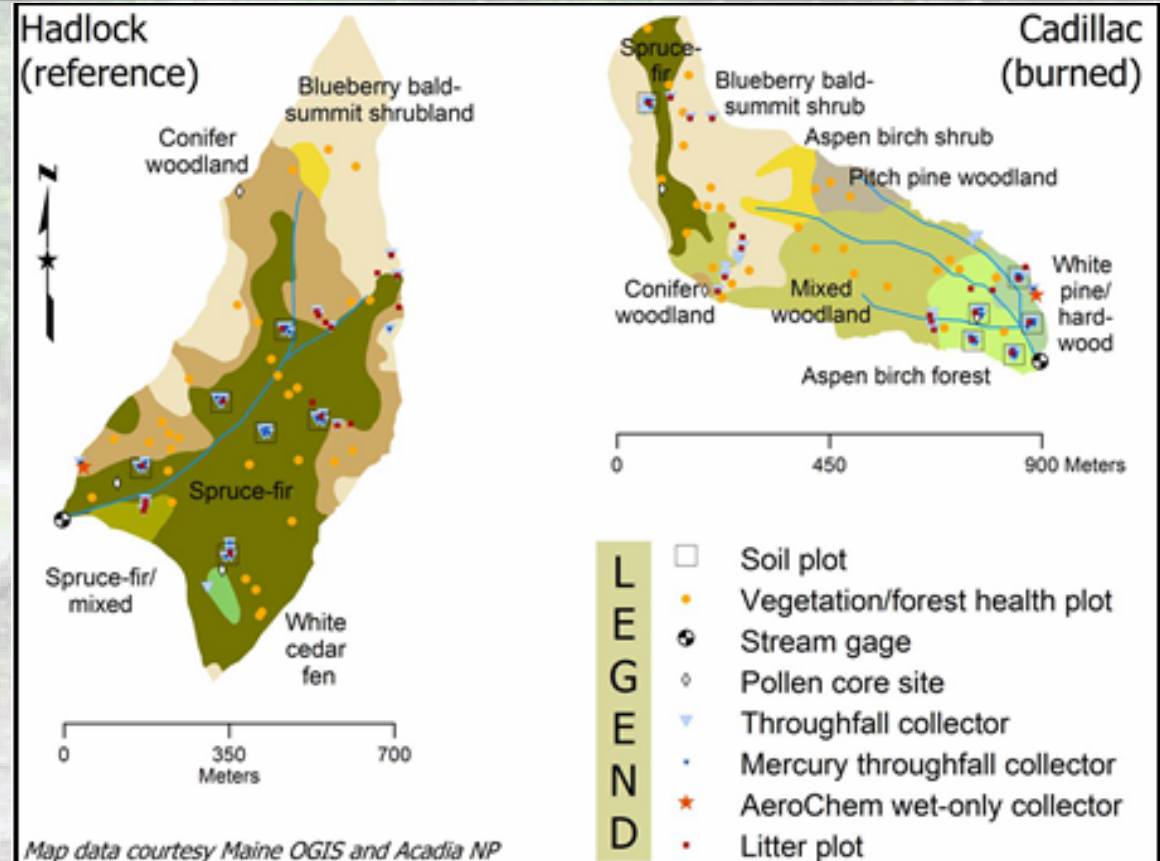 Hadlock
(reference)
Cadillac
(burned)
Blueberry bald-
summit shrubland
Conifer
woodland
N
Spruce-fir
Spruce-fir/
mixed
White
cedar
fen
0
350
700
Meters
Spruce-
fir
Blueberry bald-
summit shrub
Aspen birch shrub
Pitch pine woodland
Conifer
woodland
Mixed
woodland
White
pine/
hard-
wood
Aspen birch forest
0
450
900 Meters
LEGEND
Soil plot
Vegetation/forest health plot
Stream gage
Pollen core site
Throughfall collector
Mercury throughfall collector
AeroChem wet-only collector
Litter plot
Map data courtesy Maine OGIS and Acadia NP